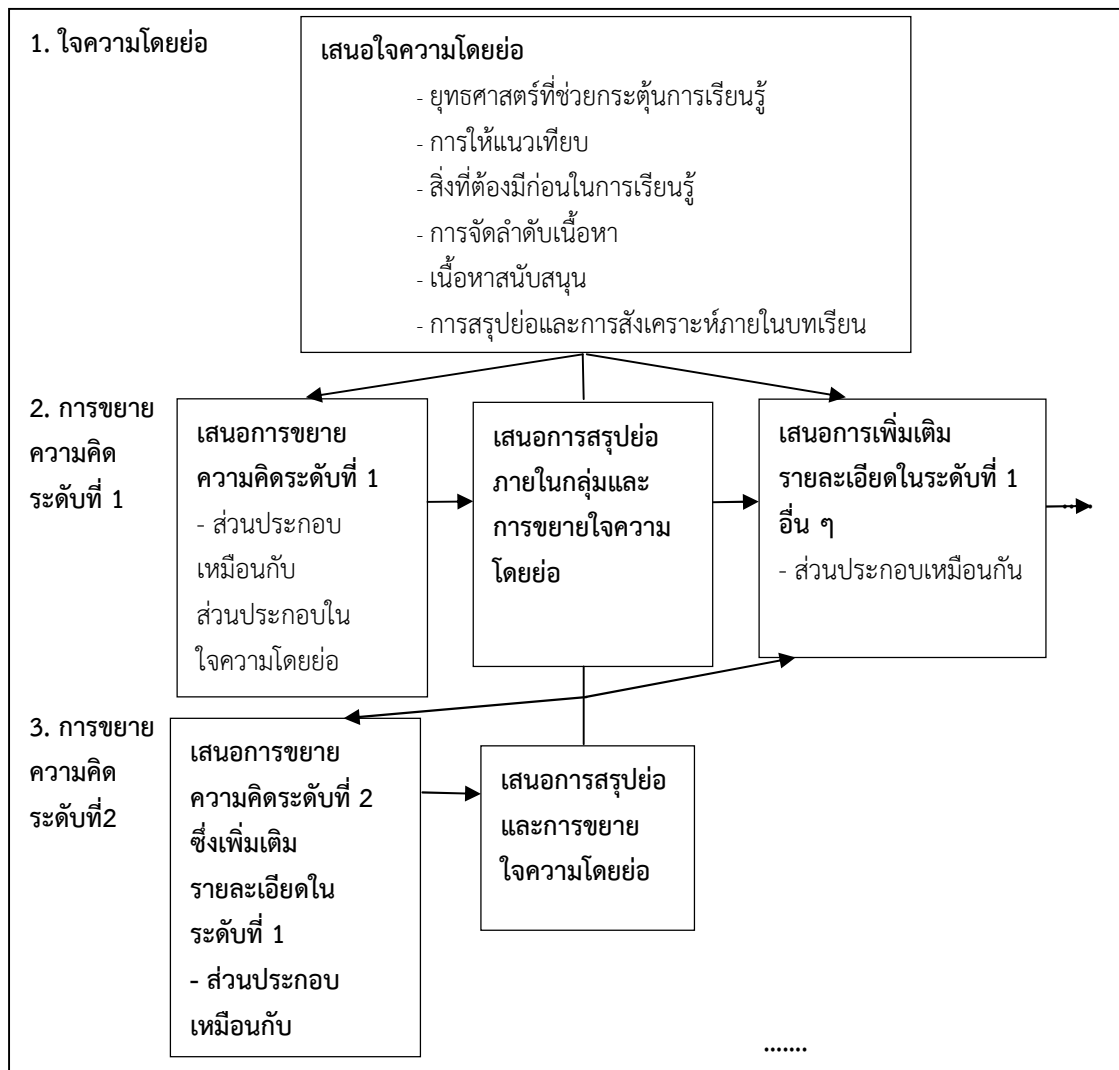 1. ใจความโดยย่อ
เสนอใจความโดยย่อ
- ยุทธศาสตร์ที่ช่วยกระตุ้นการเรียนรู้
- การให้แนวเทียบ
- สิ่งที่ต้องมีก่อนในการเรียนรู้
- การจัดลำดับเนื้อหา
- เนื้อหาสนับสนุน
- การสรุปย่อและการสังเคราะห์ภายในบทเรียน
2. การขยาย
ความคิด
ระดับที่ 1
เสนอการขยาย
ความคิดระดับที่ 1
- ส่วนประกอบ
เหมือนกับ
ส่วนประกอบใน
ใจความโดยย่อ
เสนอการสรุปย่อ
ภายในกลุ่มและ
การขยายใจความ
โดยย่อ
เสนอการเพิ่มเติม
รายละเอียดในระดับที่ 1
อื่น ๆ
- ส่วนประกอบเหมือนกัน
3. การขยาย
ความคิด
ระดับที่2
เสนอการขยาย
ความคิดระดับที่ 2
ซึ่งเพิ่มเติม
รายละเอียดใน
ระดับที่ 1
- ส่วนประกอบ
เหมือนกับ
เสนอการสรุปย่อ
และการขยาย
ใจความโดยย่อ
.......